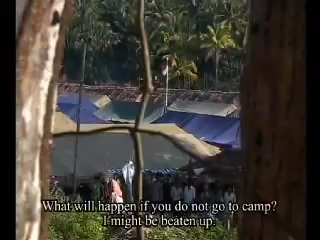 What will happen if you do not go to camp?
I might be beaten up.